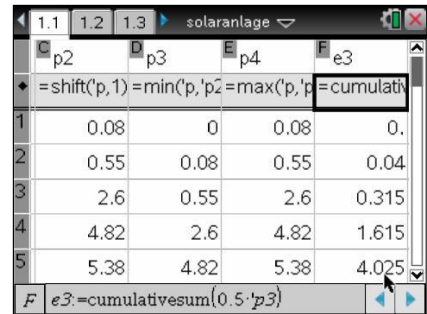 1.1 1.2 1.3 solaranlage
C p2 D p3 E p4 F e3
=shift('p,1) =min('p,'p2 =max('p,'p =cumulativ
1 0.08 0 0.08 0.
2 0.55 0.08 0.55 0.04
3 2.6 0.55 2.6 0.315
4 4.82 2.6 4.82 1.615
5 5.38 4.82 5.38 4.025
F e3:=cumulativesum(0.5·'p3)